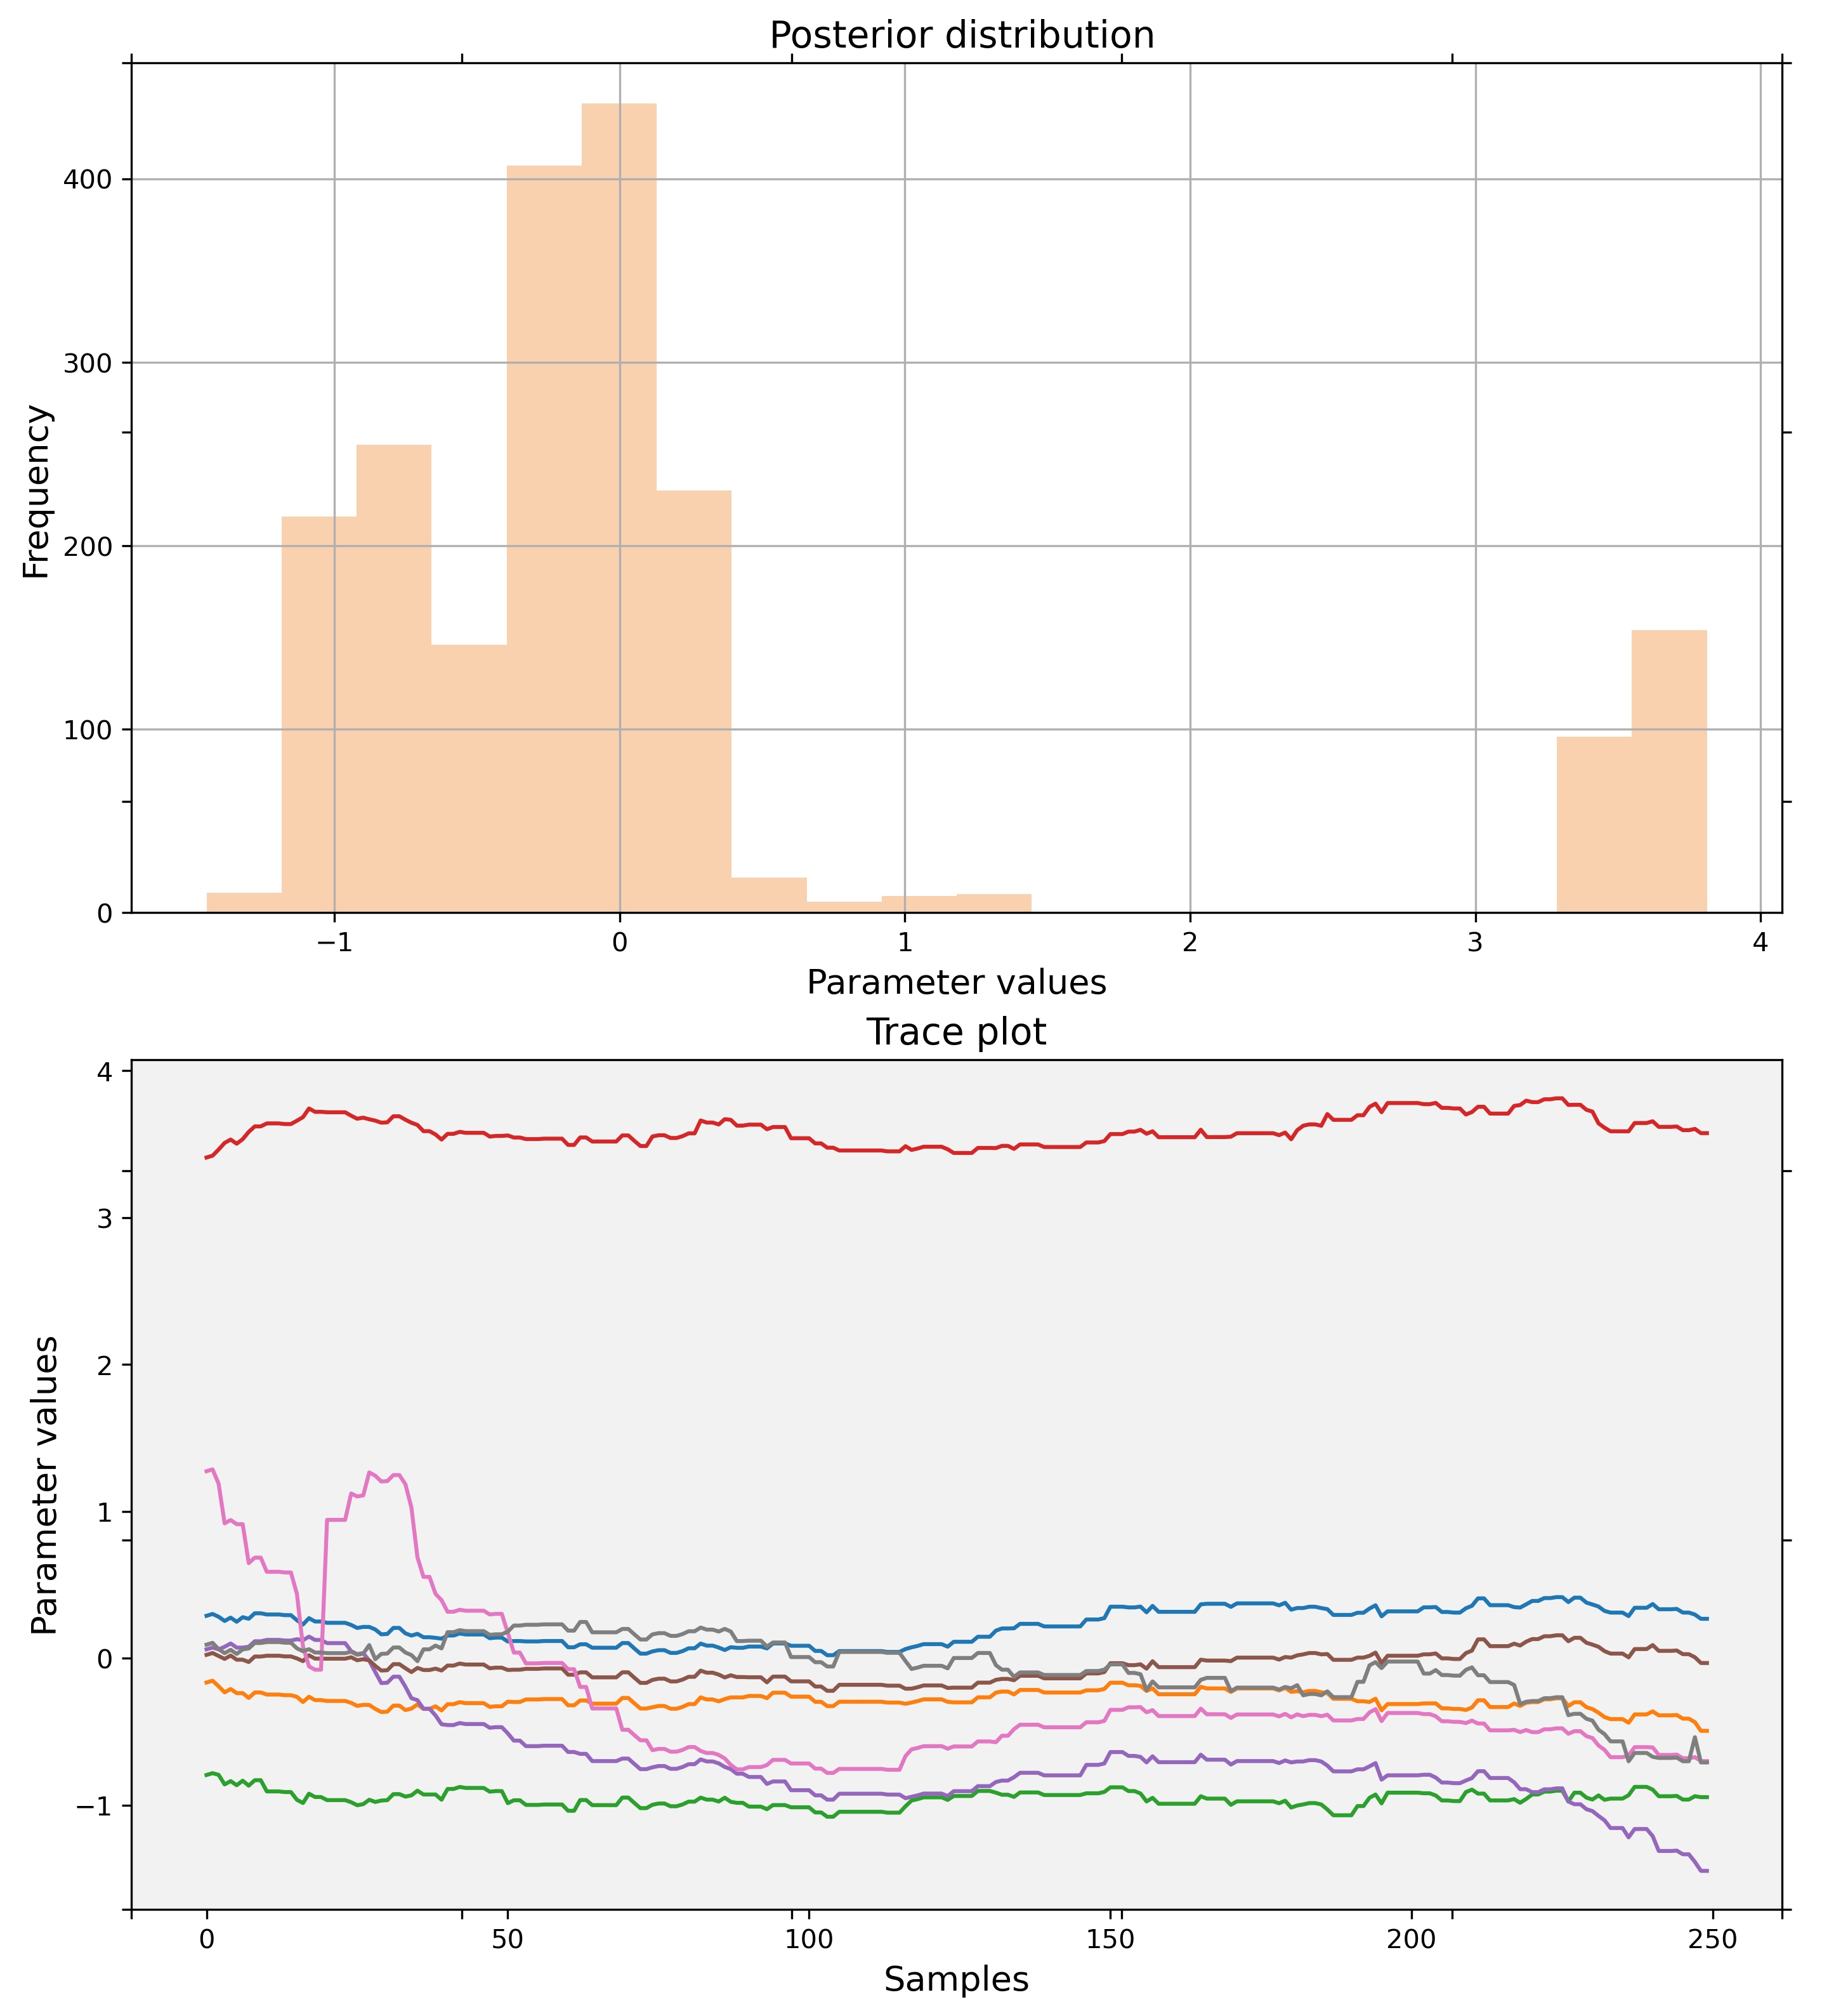 Posterior distribution
Frequency
400
300
200
100
0
−1 0 1 2 3 4
Parameter values
Trace plot
Parameter values
4
3
2
1
0
−1
0 50 100 150 200 250
Samples